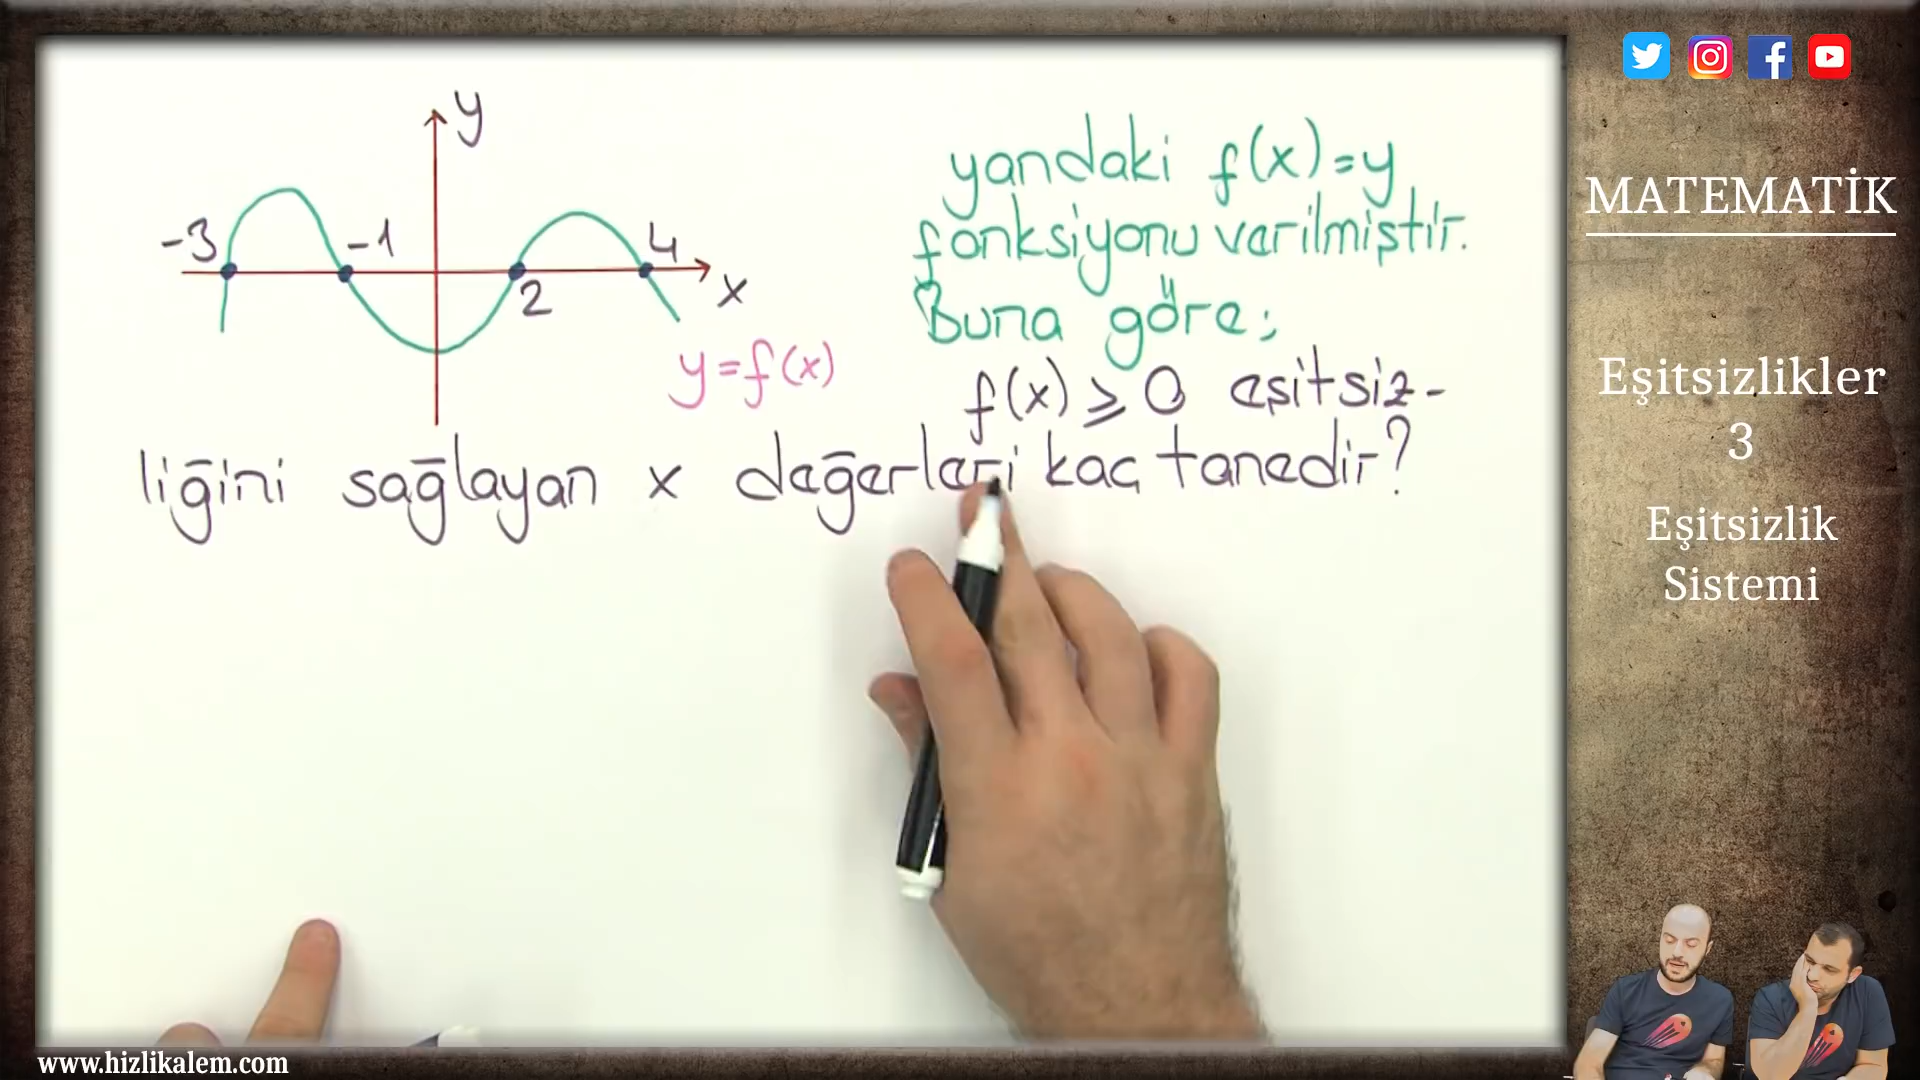 y
-3
-1
2
4
x
y=f(x)
yandaki f(x)=y
fonksiyonu verilmiştir.
Buna göre;
f(x) ⩾ 0 eşitsiz-
liğini sağlayan x değerleri kaç tanedir?
MATEMATİK
Eşitsizlikler
3
Eşitsizlik
Sistemi
www.hizlikalem.com